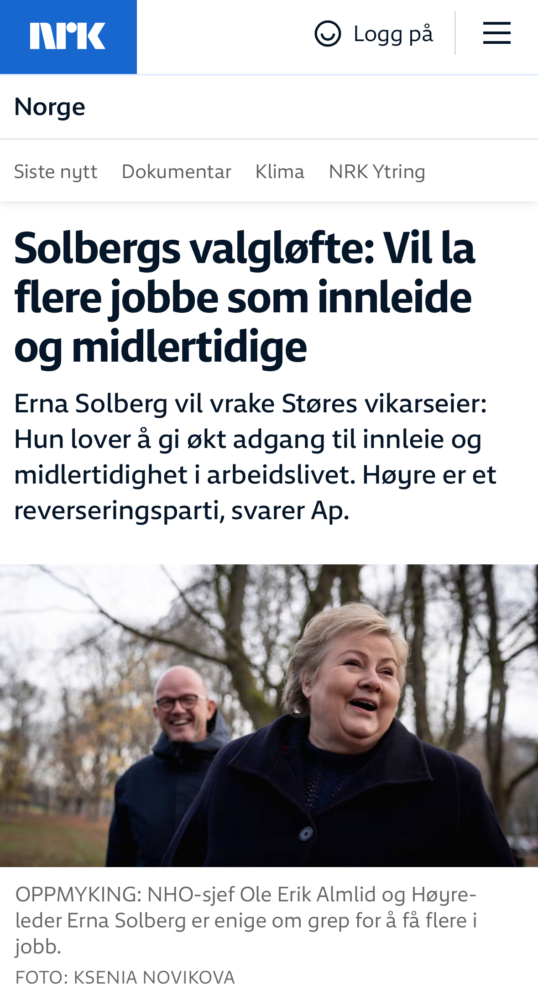 NRK
Logg på
Norge
Siste nytt Dokumentar Klima NRK Ytring
Solbergs valgløfte: Vil la
flere jobbe som innleide
og midlertidige
Erna Solberg vil vrake Støres vikarseier:
Hun lover å gi økt adgang til innleie og
midlertidighet i arbeidslivet. Høyre er et
reverseringsparti, svarer Ap.
OPPMYKING: NHO-sjef Ole Erik Almlid og Høyre-
leder Erna Solberg er enige om grep for å få flere i
jobb.
FOTO: KSENIA NOVIKOVA